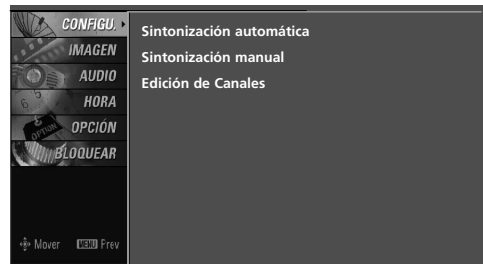 CONFIGU.
IMAGEN
AUDIO
HORA
OPCIÓN
BLOQUEAR
Mover MENU Prev
Sintonización automática
Sintonización manual
Edición de Canales